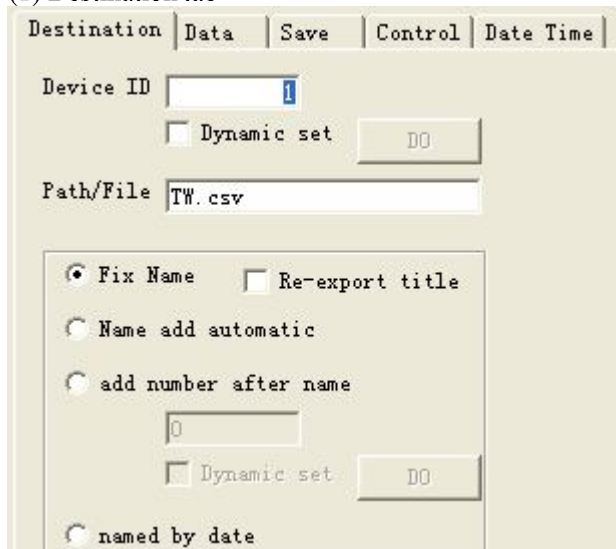 Destination Data Save Control Date Time
Device ID 1
Dynamic set DO
Path/File TW.csv
Fix Name Re-export title
Name add automatic
add number after name
0
Dynamic set DO
named by date